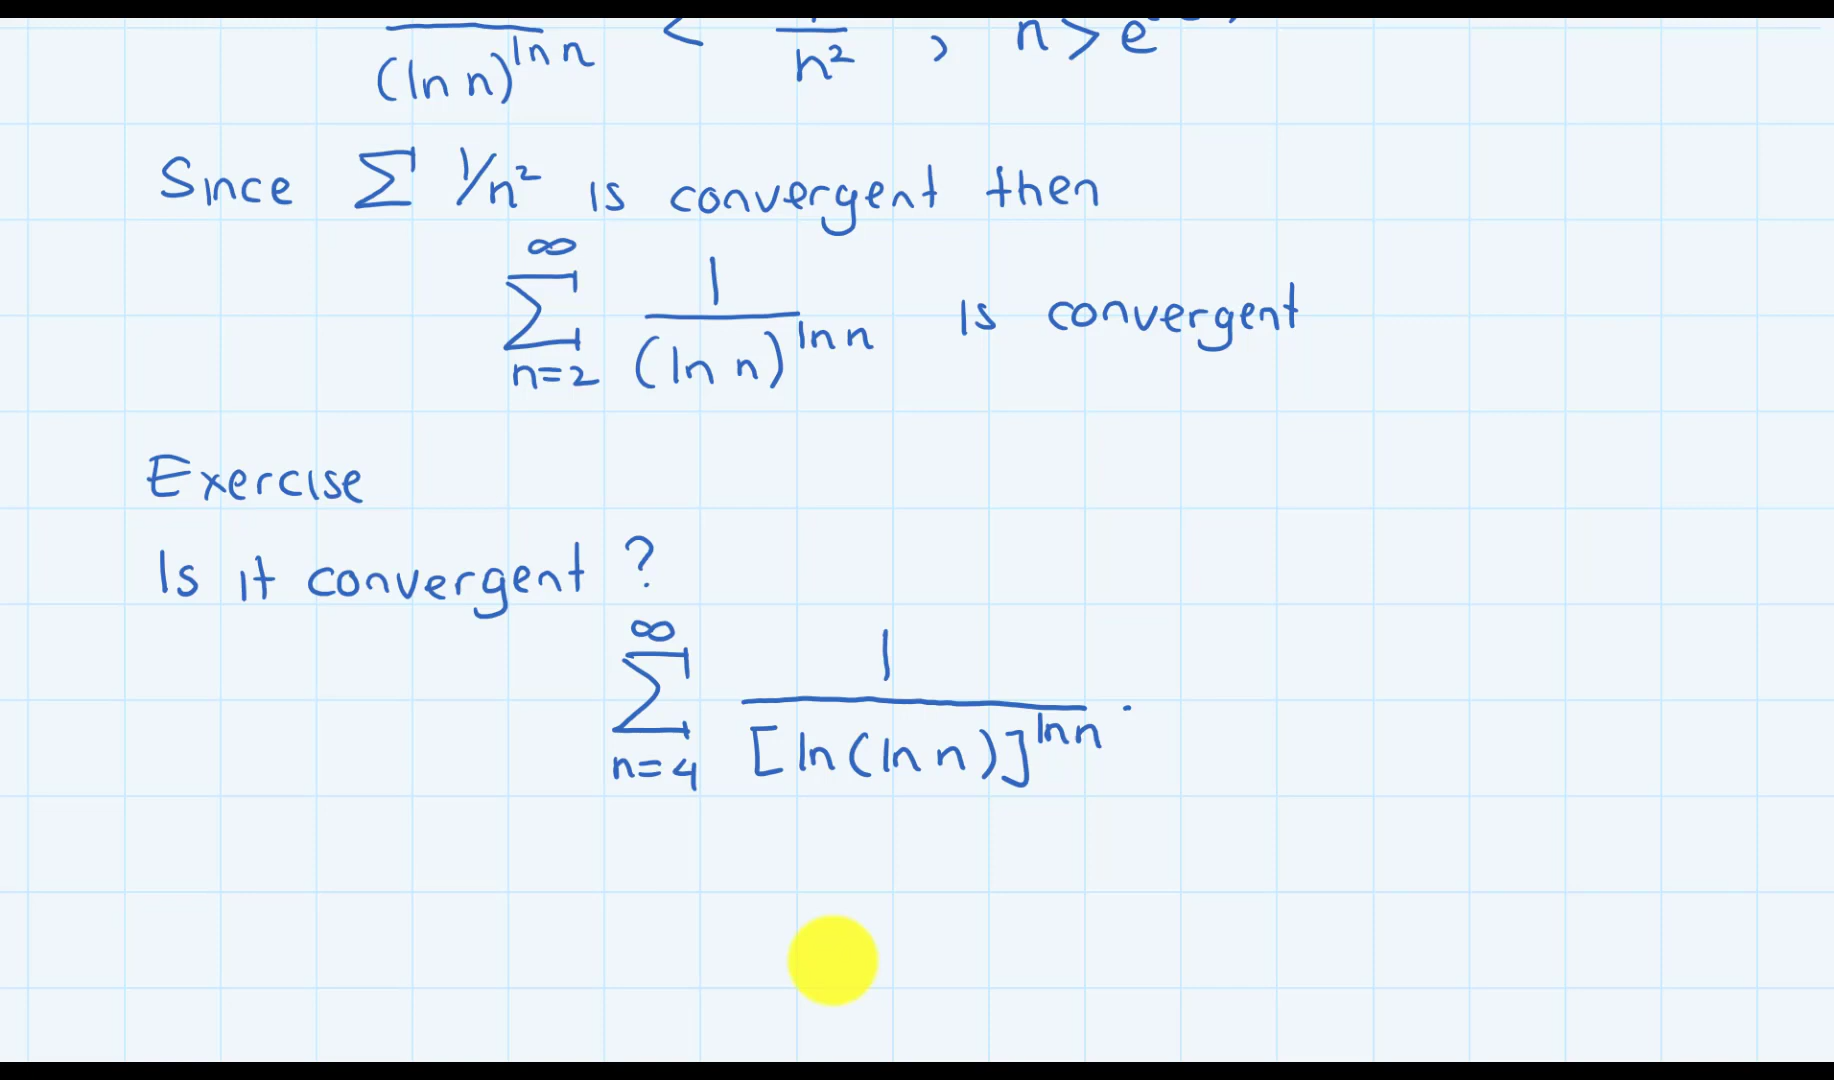 (ln n)^ln n < 1/n², n > e
Since Σ 1/n² is convergent then
∞
Σ 1/(ln n)^ln n is convergent
n=2
Exercise
Is it convergent ?
∞
Σ 1/[ln(ln n)]^ln n .
n=4